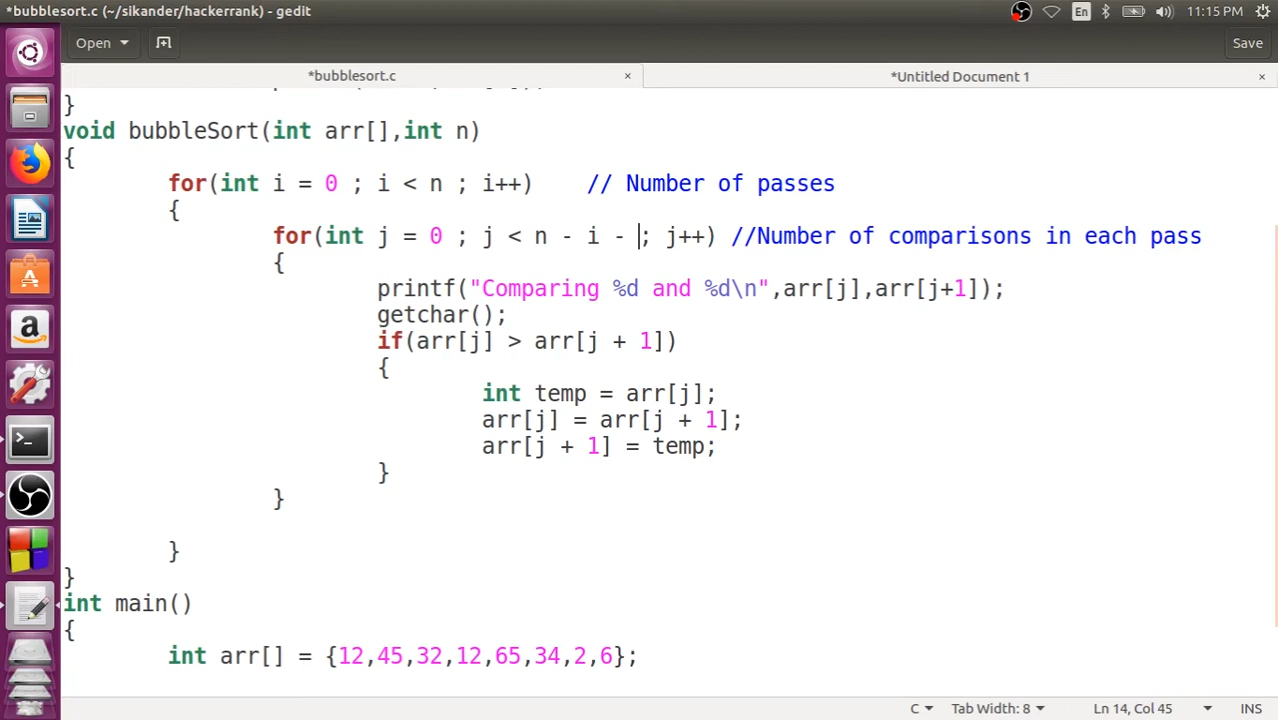 *bubblesort.c (~/sikander/hackerrank) - gedit
En
11:15 PM
Open
Save
*bubblesort.c
×
*Untitled Document 1
×
}
void bubbleSort(int arr[],int n)
{
for(int i = 0 ; i < n ; i++) // Number of passes
{
for(int j = 0 ; j < n - i - ; j++) //Number of comparisons in each pass
{
printf("Comparing %d and %d\n",arr[j],arr[j+1]);
getchar();
if(arr[j] > arr[j + 1])
{
int temp = arr[j];
arr[j] = arr[j + 1];
arr[j + 1] = temp;
}
}
}
}
int main()
{
int arr[] = {12,45,32,12,65,34,2,6};
C
Tab Width: 8
Ln 14, Col 45
INS